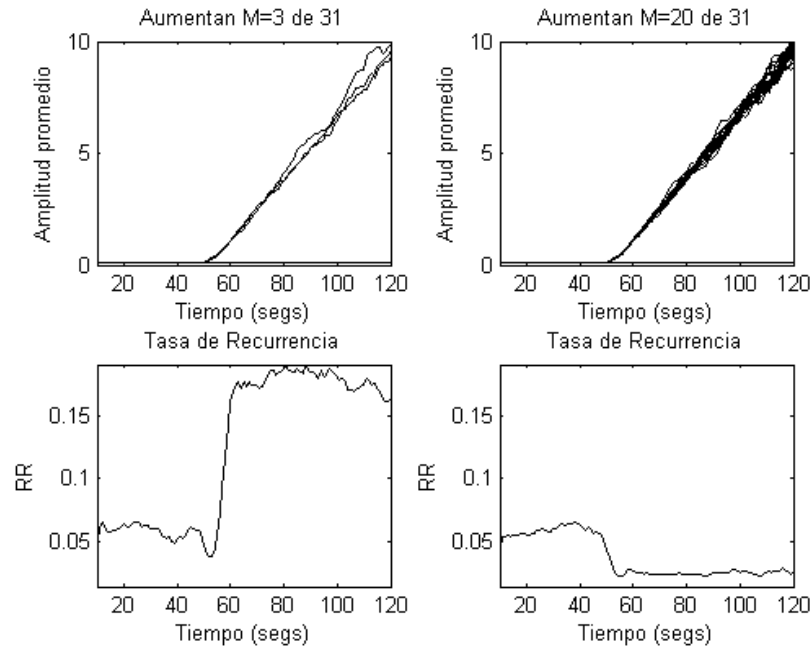 Aumentan M=3 de 31
Amplitud promedio
10
5
0
20 40 60 80 100 120
Tiempo (segs)
Aumentan M=20 de 31
Amplitud promedio
10
5
0
20 40 60 80 100 120
Tiempo (segs)
Tasa de Recurrencia
RR
0.15
0.1
0.05
20 40 60 80 100 120
Tiempo (segs)
Tasa de Recurrencia
RR
0.15
0.1
0.05
20 40 60 80 100 120
Tiempo (segs)